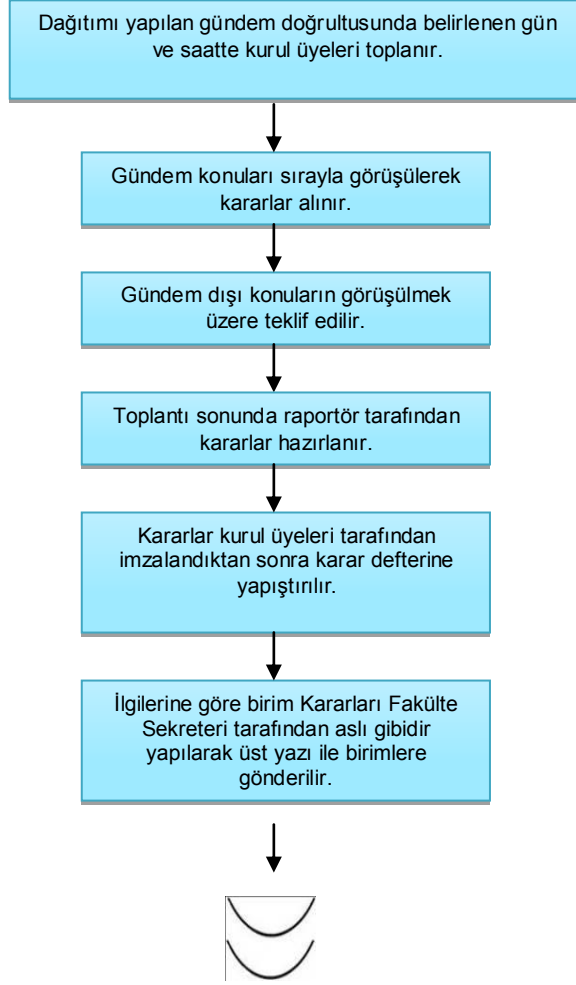 Dağıtımı yapılan gündem doğrultusunda belirlenen gün
ve saatte kurul üyeleri toplanır.
Gündem konuları sırayla görüşülerek
kararlar alınır.
Gündem dışı konuların görüşülmek
üzere teklif edilir.
Toplantı sonunda raportör tarafından
kararlar hazırlanır.
Kararlar kurul üyeleri tarafından
imzalandıktan sonra karar defterine
yapıştırılır.
İlgilerine göre birim Kararları Fakülte
Sekreteri tarafından aslı gibidir
yapılarak üst yazı ile birimlere
gönderilir.